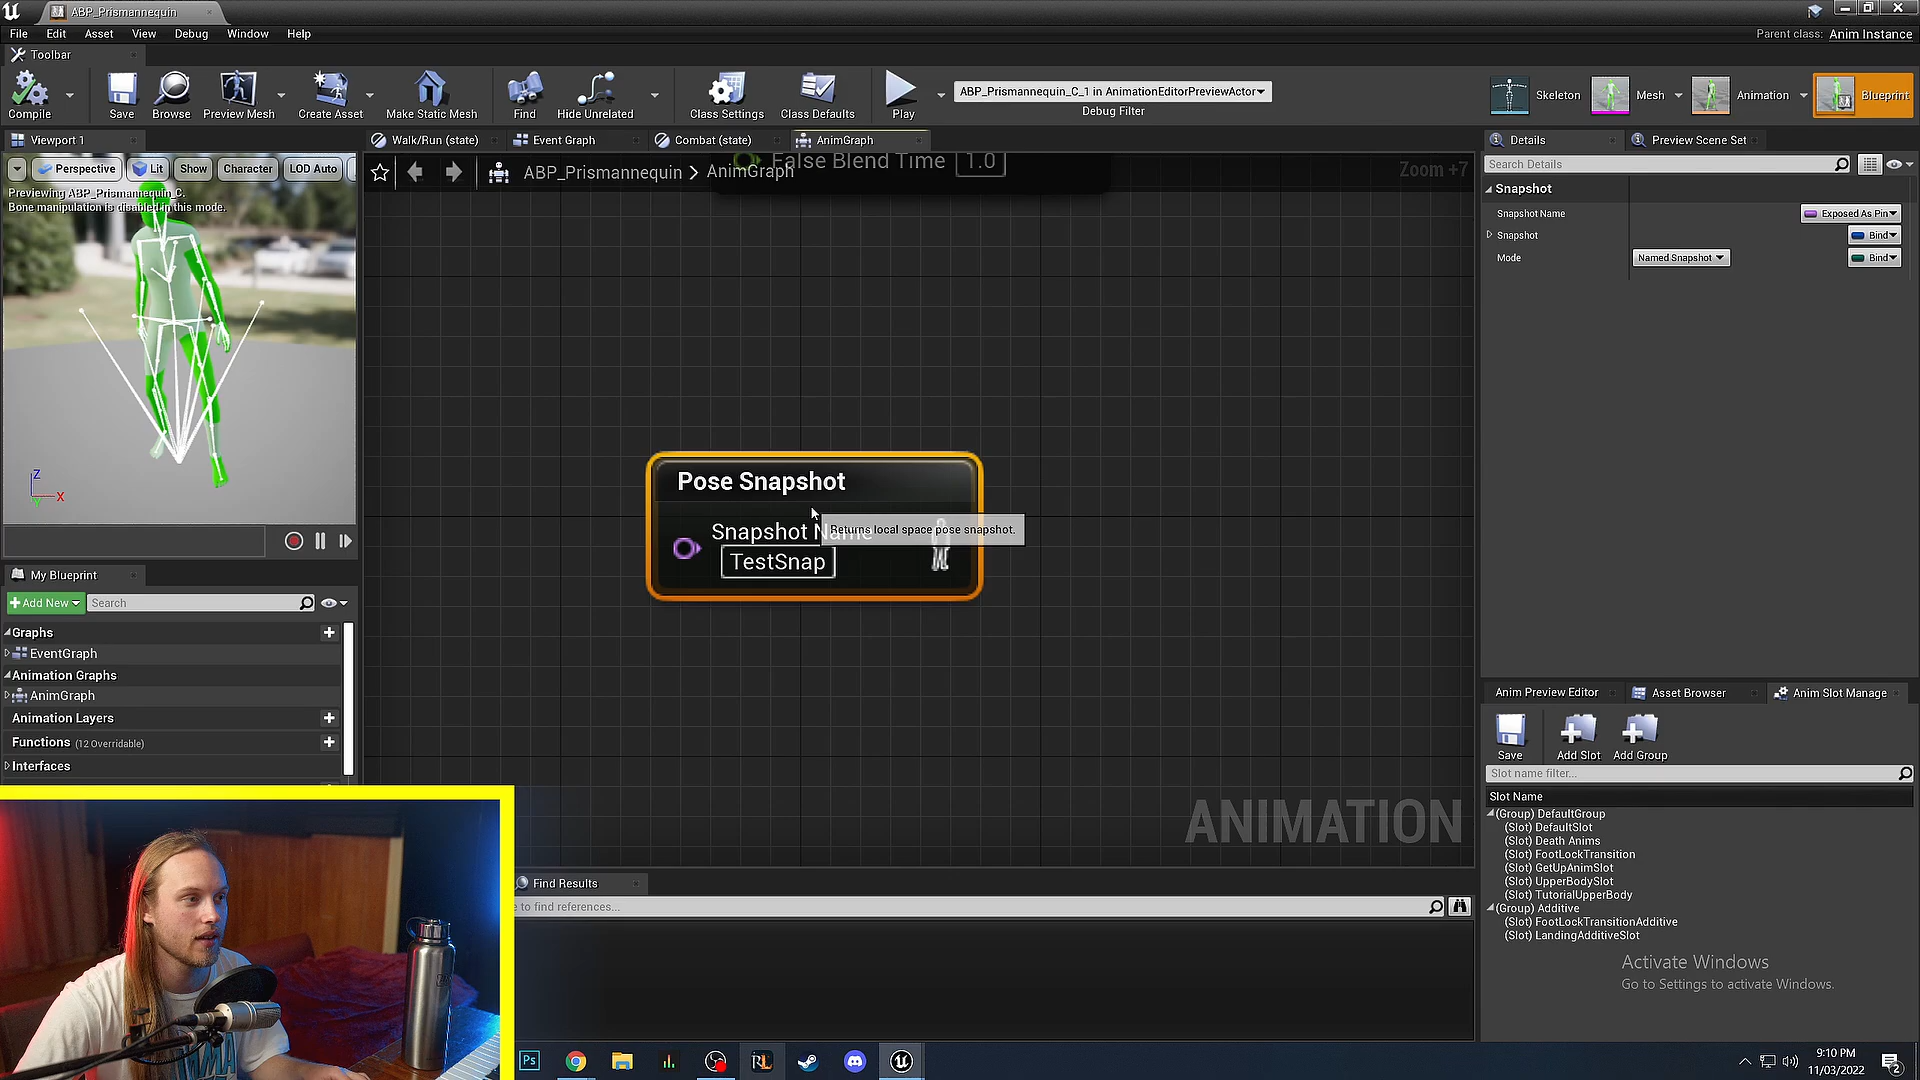 ABP_Prismannequin
File Edit Asset View Debug Window Help
Parent class: Anim Instance
Toolbar
Compile
Save
Browse
Preview Mesh
Create Asset
Make Static Mesh
Find
Hide Unrelated
Class Settings
Class Defaults
Play
ABP_Prismannequin_C_1 in AnimationEditorPreviewActor
Debug Filter
Skeleton
Mesh
Animation
Blueprint
Viewport 1
Walk/Run (state)
Event Graph
Combat (state)
AnimGraph
Details
Preview Scene Set
Perspective
Lit
Show
Character
LOD Auto
Previewing ABP_Prismannequin_C.
Bone manipulation is disabled in this mode.
False Blend Time 1.0
ABP_Prismannequin > AnimGraph
Zoom +7
Search Details
Snapshot
Snapshot Name
Exposed As Pin
Snapshot
Bind
Mode
Named Snapshot
Bind
Z
X
Y
Pose Snapshot
Snapshot Name
TestSnap
Returns local space pose snapshot.
My Blueprint
Add New
Search
Graphs
EventGraph
Animation Graphs
AnimGraph
Animation Layers
Functions (12 Overridable)
Interfaces
ANIMATION
Anim Preview Editor
Asset Browser
Anim Slot Manage
Save
Add Slot
Add Group
Slot name filter...
Slot Name
(Group) DefaultGroup
(Slot) DefaultSlot
(Slot) Death Anims
(Slot) FootLockTransition
(Slot) GetUpAnimSlot
(Slot) UpperBodySlot
(Slot) TutorialUpperBody
(Group) Additive
(Slot) FootLockTransitionAdditive
(Slot) LandingAdditiveSlot
Find Results
e to find references...
Activate Windows
Go to Settings to activate Windows.
Ps
RL
9:10 PM
11/03/2022
2